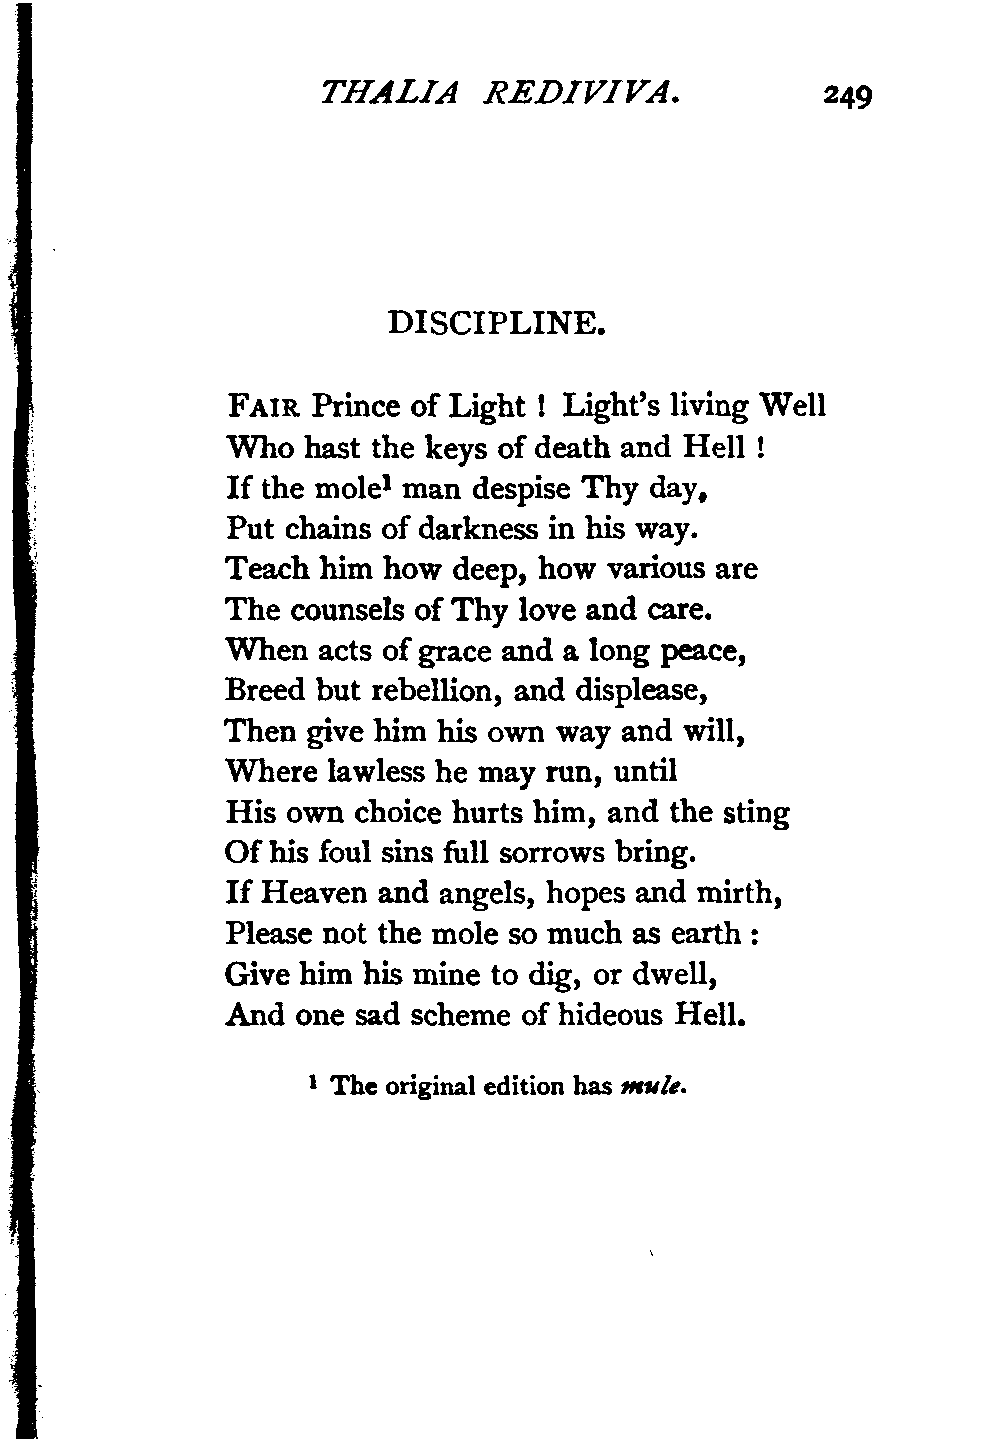 THALIA REDIVIVA. 249
DISCIPLINE.
FAIR Prince of Light ! Light's living Well
Who hast the keys of death and Hell !
If the mole¹ man despise Thy day,
Put chains of darkness in his way.
Teach him how deep, how various are
The counsels of Thy love and care.
When acts of grace and a long peace,
Breed but rebellion, and displease,
Then give him his own way and will,
Where lawless he may run, until
His own choice hurts him, and the sting
Of his foul sins full sorrows bring.
If Heaven and angels, hopes and mirth,
Please not the mole so much as earth :
Give him his mine to dig, or dwell,
And one sad scheme of hideous Hell.
¹ The original edition has mule.